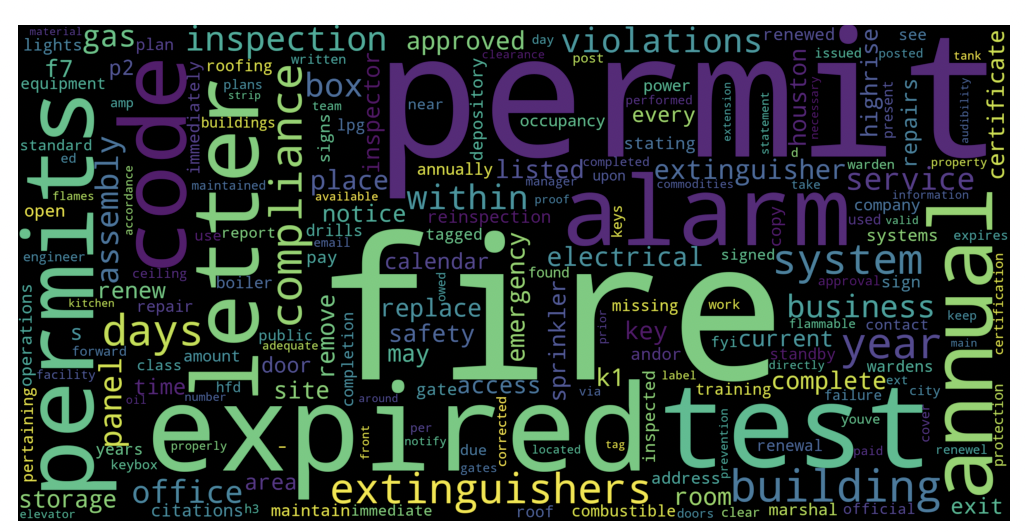 material
lights
gas
plan
inspection
approved
day
violations
renewed
issued
posted
see
written
clearance
post
tank
f7
p2
roofing
equipment
code
plans
strip
amp
letter
compliance
box
team
near
permit
power
performed
every
extension
statement
houston
necessary
highrise
present
repairs
audibility
certificate
immediately
buildings
signs
lpg
inspector
depository
occupancy
stating
d
standard
ed
permits
assembly
maintained
place
annually
listed
completed
upon
extinguisher
warden
property
flames
accordance
available
within
manager
commodities
take
service
information
open
use
report
notice
drills
reinspection
proof
alarm
copy
company
used
valid
engineer
ceiling
email
tagged
keys
signed
systems
expires
pay
calendar
emergency
found
electrical
approval
sign
system
annual
kitchen
repair
boiler
fire
renew
s
days
public
remove
replace
owed
sprinkler
missing
work
prior
key
business
flammable
contact
keep
certification
operations
pertaining
forward
class
amount
adequate
completion
safety
may
fyi
current
year
main
facility
panel
time
hfd
door
site
gate
access
andor
standby
directly
wardens
oil
number
around
k1
label
training
complete
ext
failure
city
via
years
keybox
properly
-
expired
area
front
per
notify
due
gates
corrected
located
tag
inspected
test
prevention
renewal
youve
paid
cover
renewel
protection
storage
office
extinguishers
address
room
building
elevator
citations
h3
maintain
immediate
roof
combustible
doors
clear
marshal
official
exit